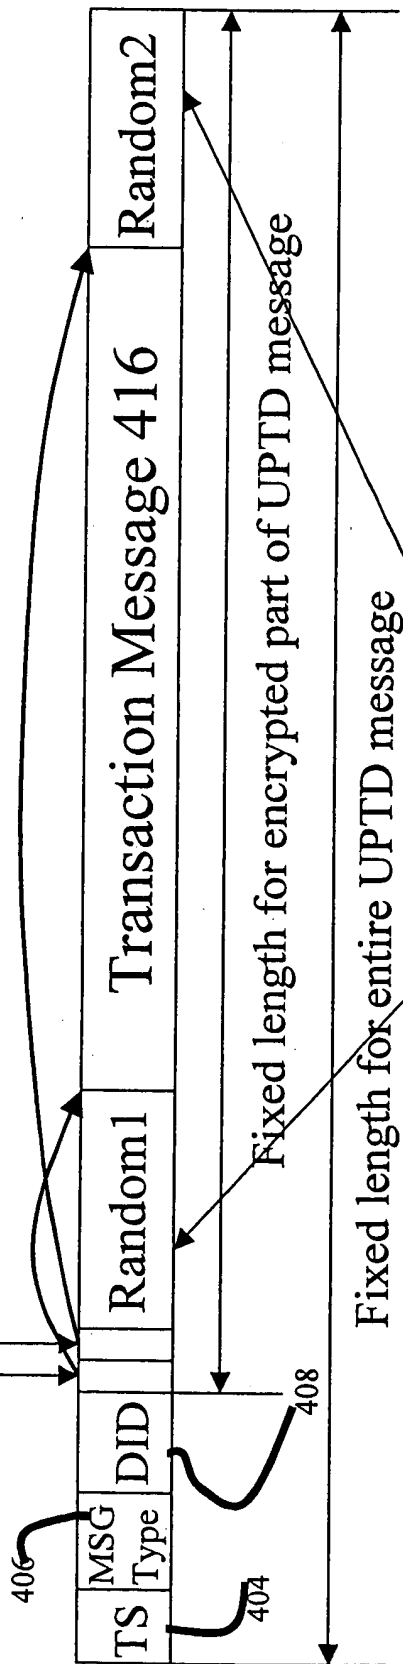 406
TS
MSG
Type
DID
Random1
Transaction Message 416
Random2
404
408
Fixed length for encrypted part of UPTD message
Fixed length for entire UPTD message